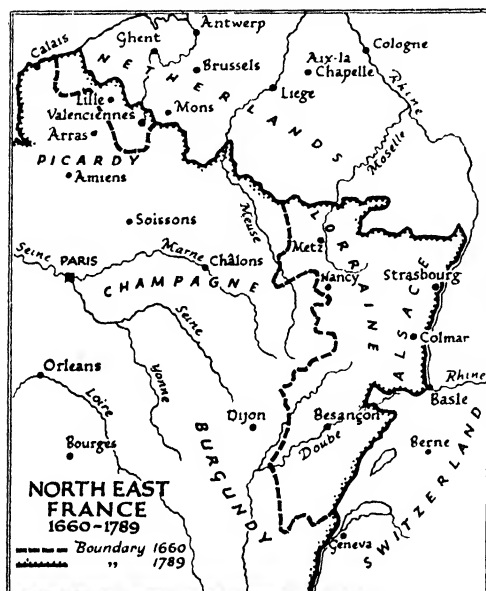 Antwerp
Calais
Ghent
Cologne
Brussels
Aix-la
Chapelle
NETHERLANDS
Liege
Rhine
Lille
Valenciennes
Mons
Arras
PICARDY
Amiens
Moselle
Soissons
Meuse
LORRAINE
Metz
Seine
PARIS
Marne
Châlons
CHAMPAGNE
Nancy
Strasbourg
ALSACE
Seine
Colmar
Orleans
Loire
Yonne
Rhine
Basle
Dijon
Besançon
Bourges
Doube
Berne
BURGUNDY
SWITZERLAND
Geneva
NORTH EAST
FRANCE
1660-1789
Boundary 1660
" 1789